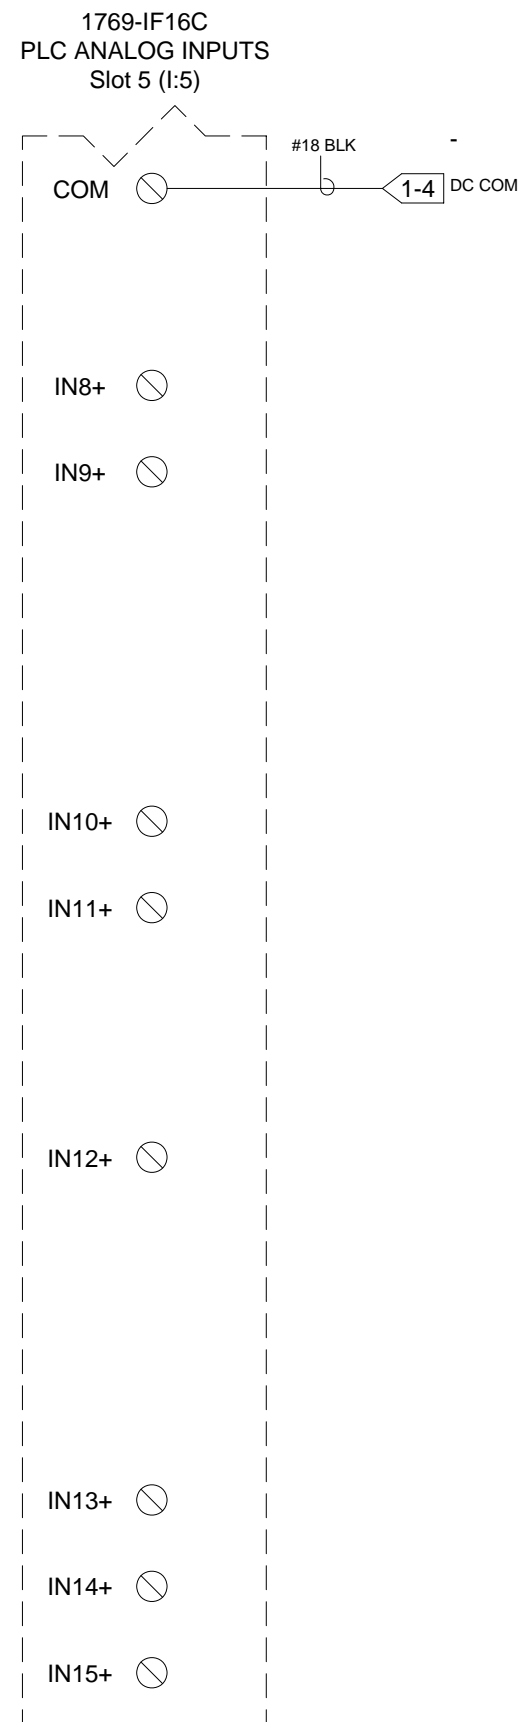 1769-IF16C
PLC ANALOG INPUTS
Slot 5 (I:5)
#18 BLK
-
COM
1-4
DC COM
IN8+
IN9+
IN10+
IN11+
IN12+
IN13+
IN14+
IN15+